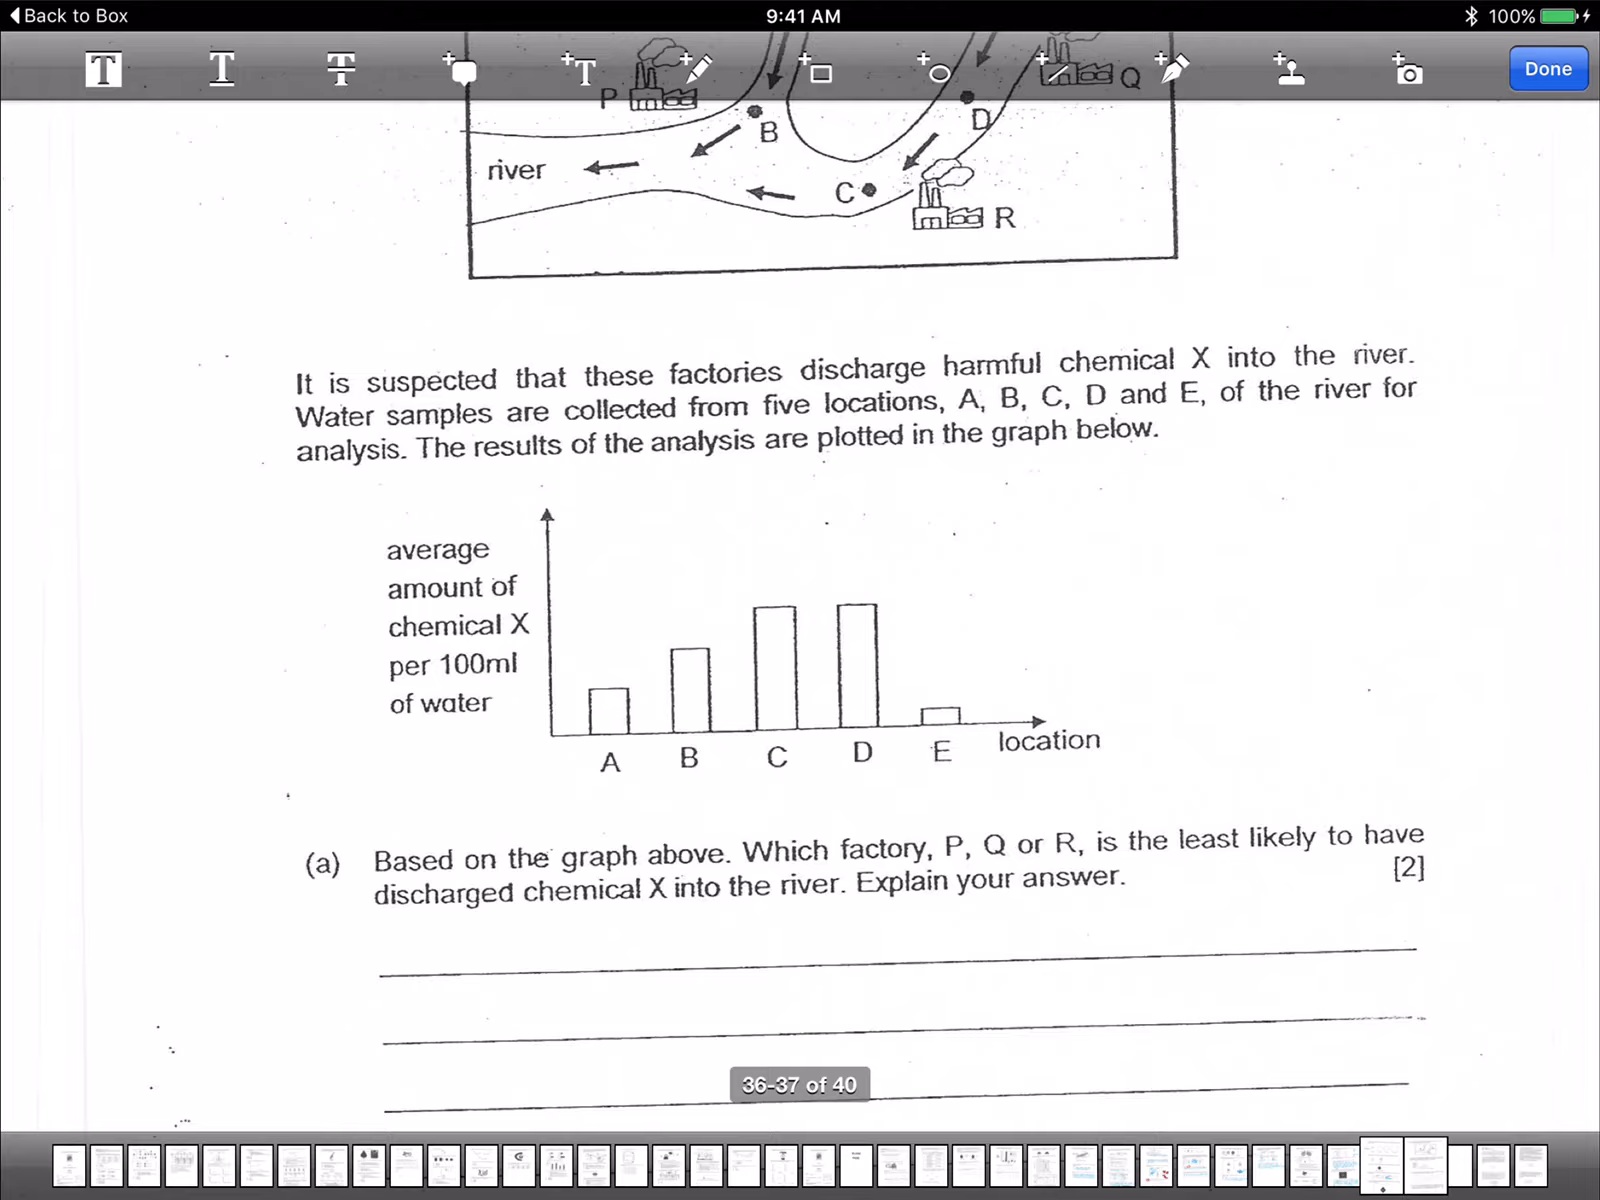 Back to Box
9:41 AM
100%
T
T
T
T
Done
P
Q
B
D
river
C
R
It is suspected that these factories discharge harmful chemical X into the river.
Water samples are collected from five locations, A, B, C, D and E, of the river for
analysis. The results of the analysis are plotted in the graph below.
average
amount of
chemical X
per 100ml
of water
A
B
C
D
E
location
(a) Based on the graph above. Which factory, P, Q or R, is the least likely to have
discharged chemical X into the river. Explain your answer. [2]
36-37 of 40